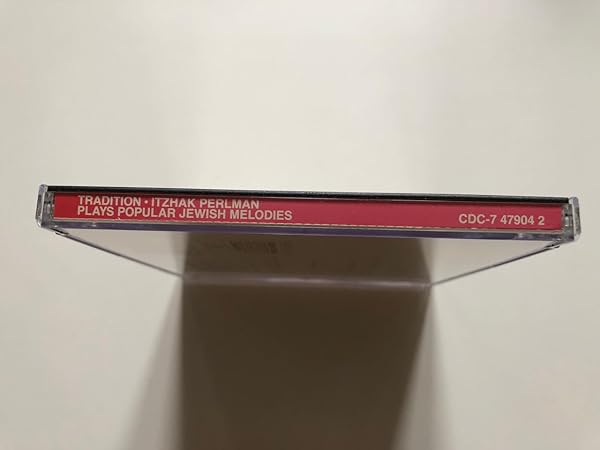 TRADITION • ITZHAK PERLMAN
PLAYS POPULAR JEWISH MELODIES
CDC-7 47904 2